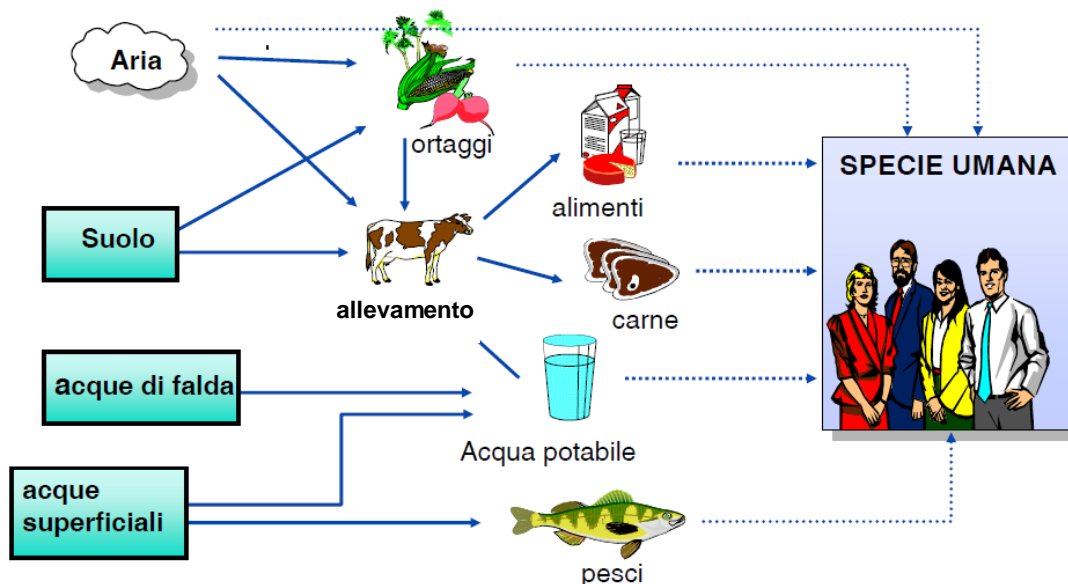 Aria
ortaggi
SPECIE UMANA
alimenti
Suolo
allevamento
carne
acque di falda
Acqua potabile
acque
superficiali
pesci